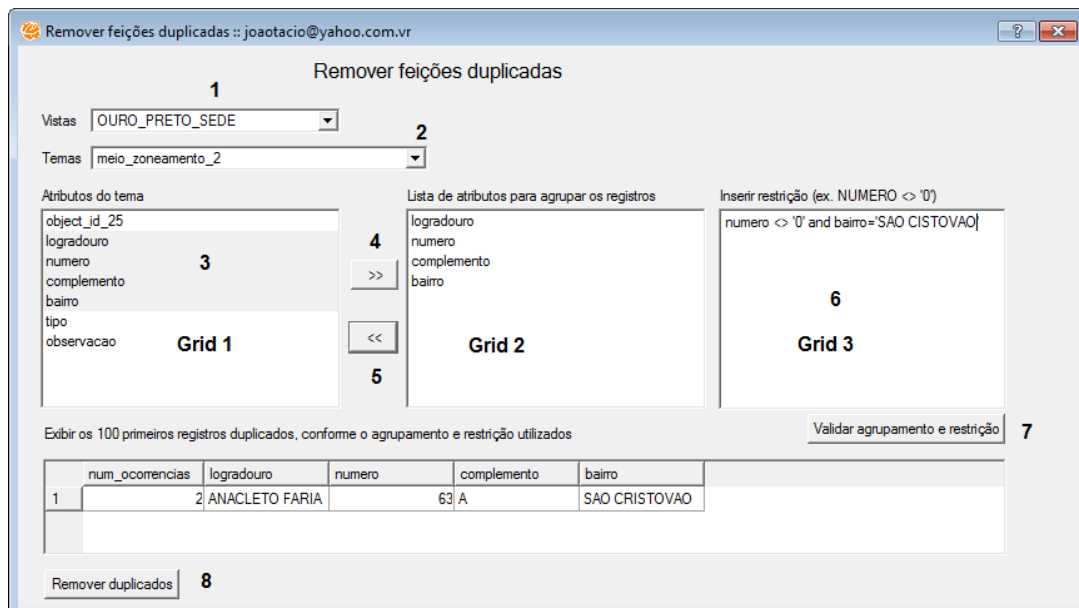 Remover feições duplicadas :: joaotacio@yahoo.com.vr
Remover feições duplicadas
1
Vistas OURO_PRETO_SEDE
2
Temas meio_zoneamento_2
Atributos do tema
object_id_25
logradouro
numero
complemento
bairro
tipo
observacao
3
Grid 1
4
>>
<<
5
Lista de atributos para agrupar os registros
logradouro
numero
complemento
bairro
Grid 2
Inserir restrição (ex. NUMERO <> '0')
numero <> '0' and bairro='SAO CISTOVAO'
6
Grid 3
Validar agrupamento e restrição 7
Exibir os 100 primeiros registros duplicados, conforme o agrupamento e restrição utilizados
num_ocorrencias logradouro numero complemento bairro
1 2 ANACLETO FARIA 63 A SAO CRISTOVAO
Remover duplicados 8